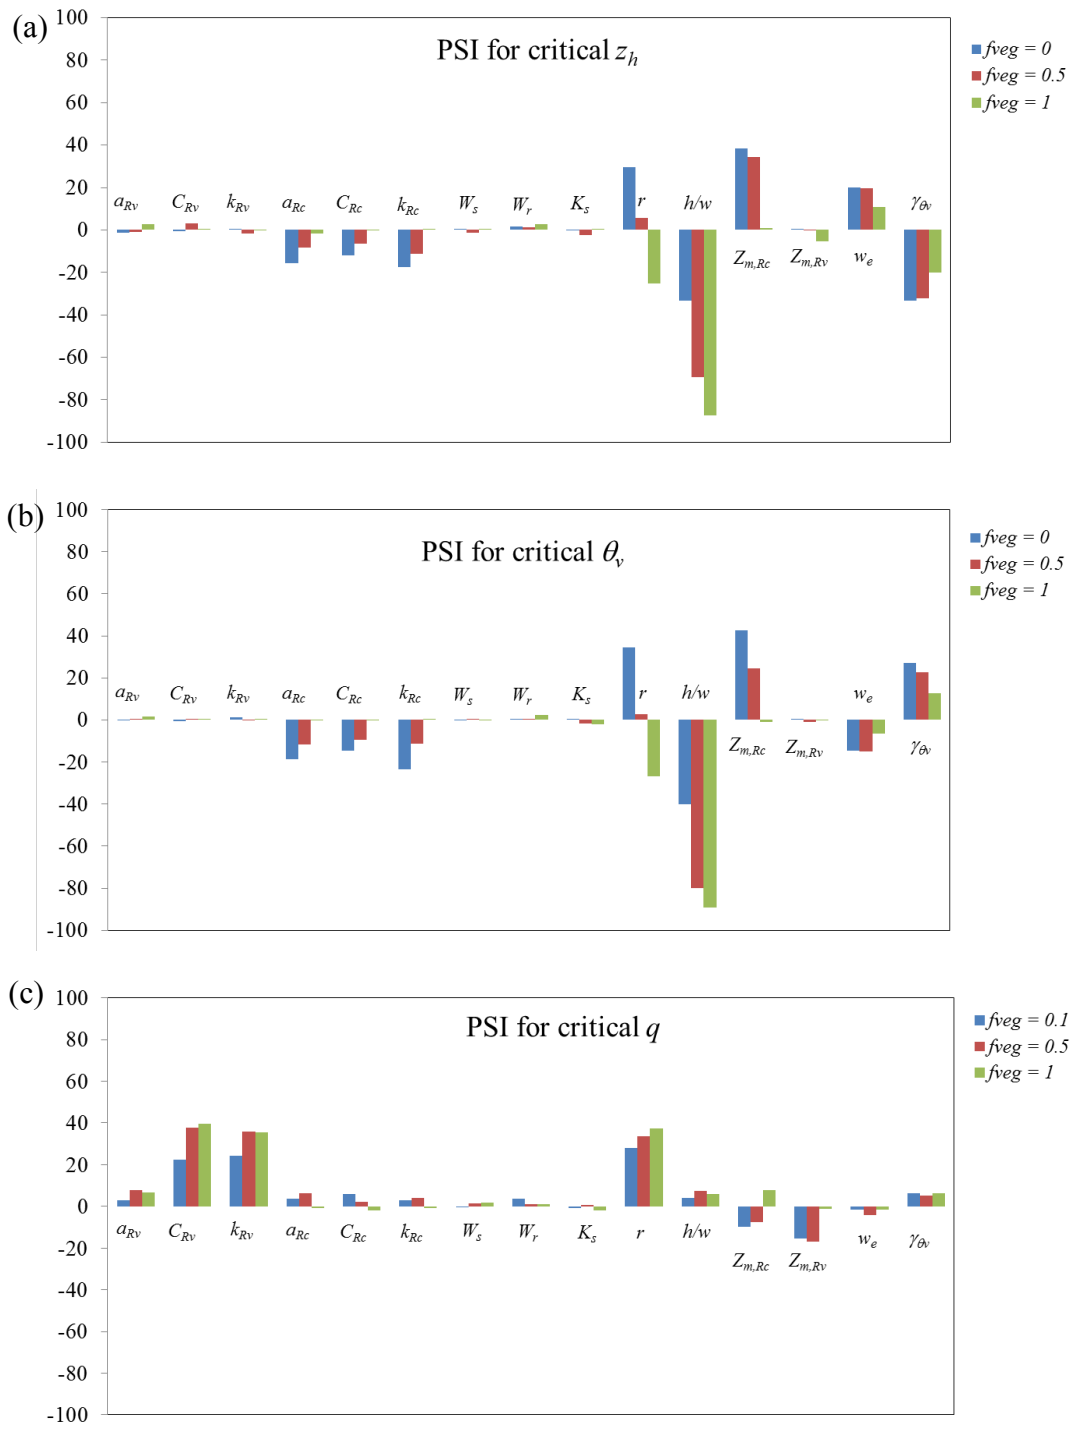 (a)
PSI for critical z_h
100
80
60
40
20
0
-20
-40
-60
-80
-100
a_Rv C_Rv k_Rv a_Rc C_Rc k_Rc W_s W_r K_s r h/w
Z_m,Rc Z_m,Rv w_e γ_θv
fveg = 0
fveg = 0.5
fveg = 1
(b)
PSI for critical θ_v
100
80
60
40
20
0
-20
-40
-60
-80
-100
a_Rv C_Rv k_Rv a_Rc C_Rc k_Rc W_s W_r K_s r h/w w_e
Z_m,Rc Z_m,Rv γ_θv
fveg = 0
fveg = 0.5
fveg = 1
(c)
PSI for critical q
100
80
60
40
20
0
-20
-40
-60
-80
-100
a_Rv C_Rv k_Rv a_Rc C_Rc k_Rc W_s W_r K_s r h/w w_e γ_θv
Z_m,Rc Z_m,Rv
fveg = 0.1
fveg = 0.5
fveg = 1